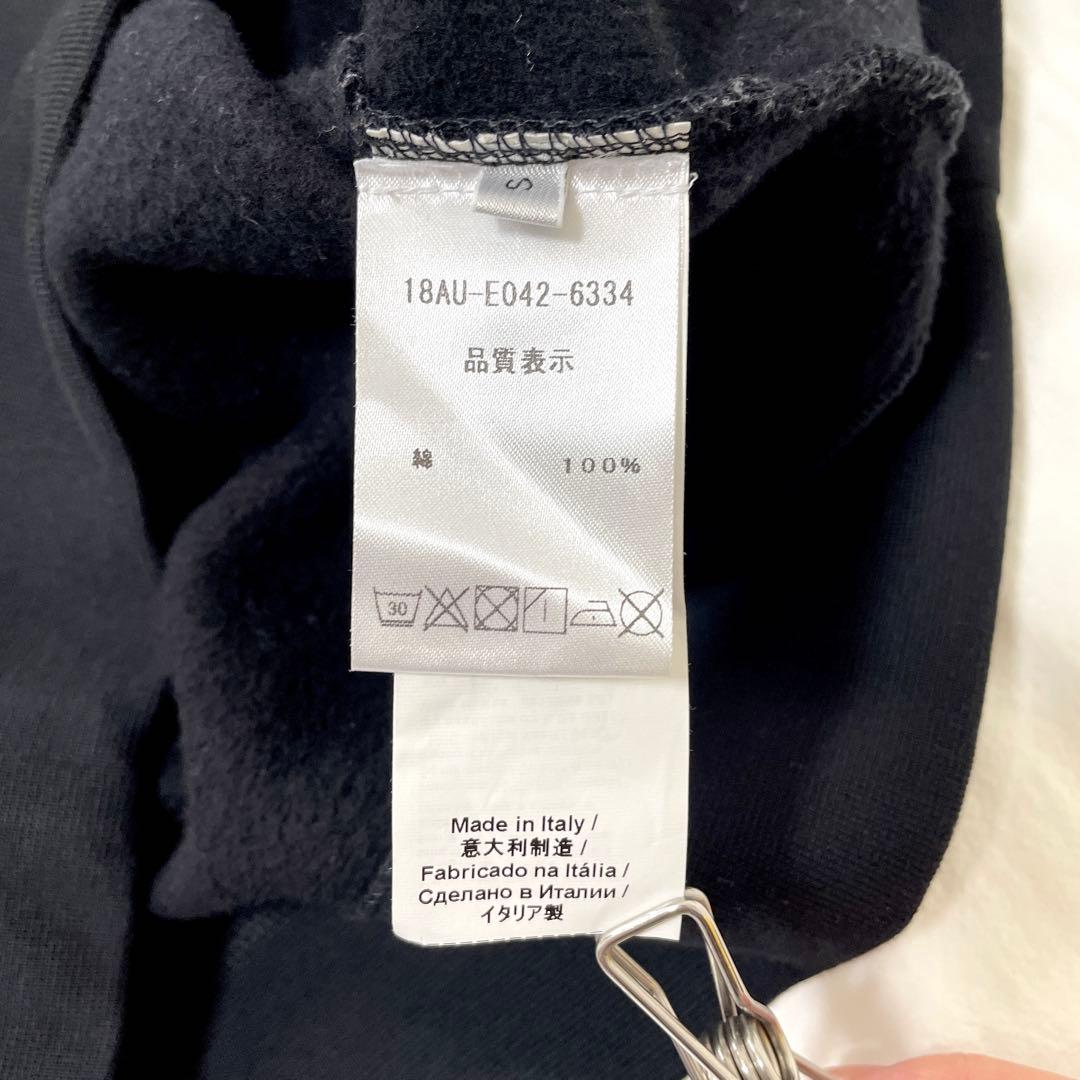 S
18AU-E042-6334
品質表示
綿 100%
30
Made in Italy /
意大利制造 /
Fabricado na Itália /
Сделано в Италии /
イタリア製